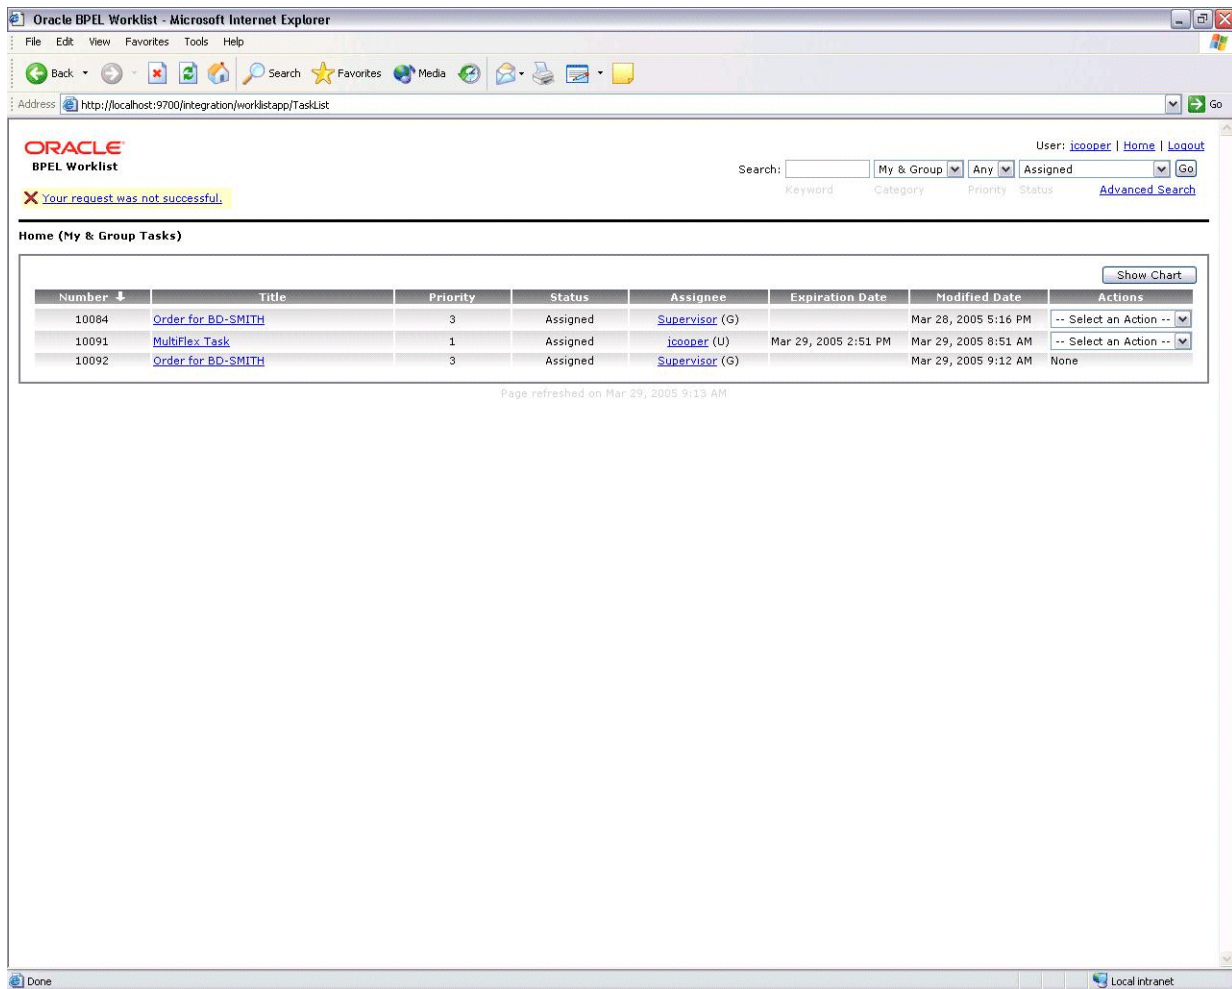 Oracle BPEL Worklist - Microsoft Internet Explorer
File Edit View Favorites Tools Help
Back Search Favorites Media
Address http://localhost:9700/integration/worklistapp/TaskList Go
ORACLE
BPEL Worklist
User: jcooper | Home | Logout
Search: My & Group Any Assigned Go
Keyword Category Priority Status Advanced Search
Your request was not successful.
Home (My & Group Tasks)
Show Chart
Number Title Priority Status Assignee Expiration Date Modified Date Actions
10084 Order for BD-SMITH 3 Assigned Supervisor (G) Mar 28, 2005 5:16 PM -- Select an Action --
10091 MultiFlex Task 1 Assigned jcooper (U) Mar 29, 2005 2:51 PM Mar 29, 2005 8:51 AM -- Select an Action --
10092 Order for BD-SMITH 3 Assigned Supervisor (G) Mar 29, 2005 9:12 AM None
Page refreshed on Mar 29, 2005 9:13 AM
Done Local intranet